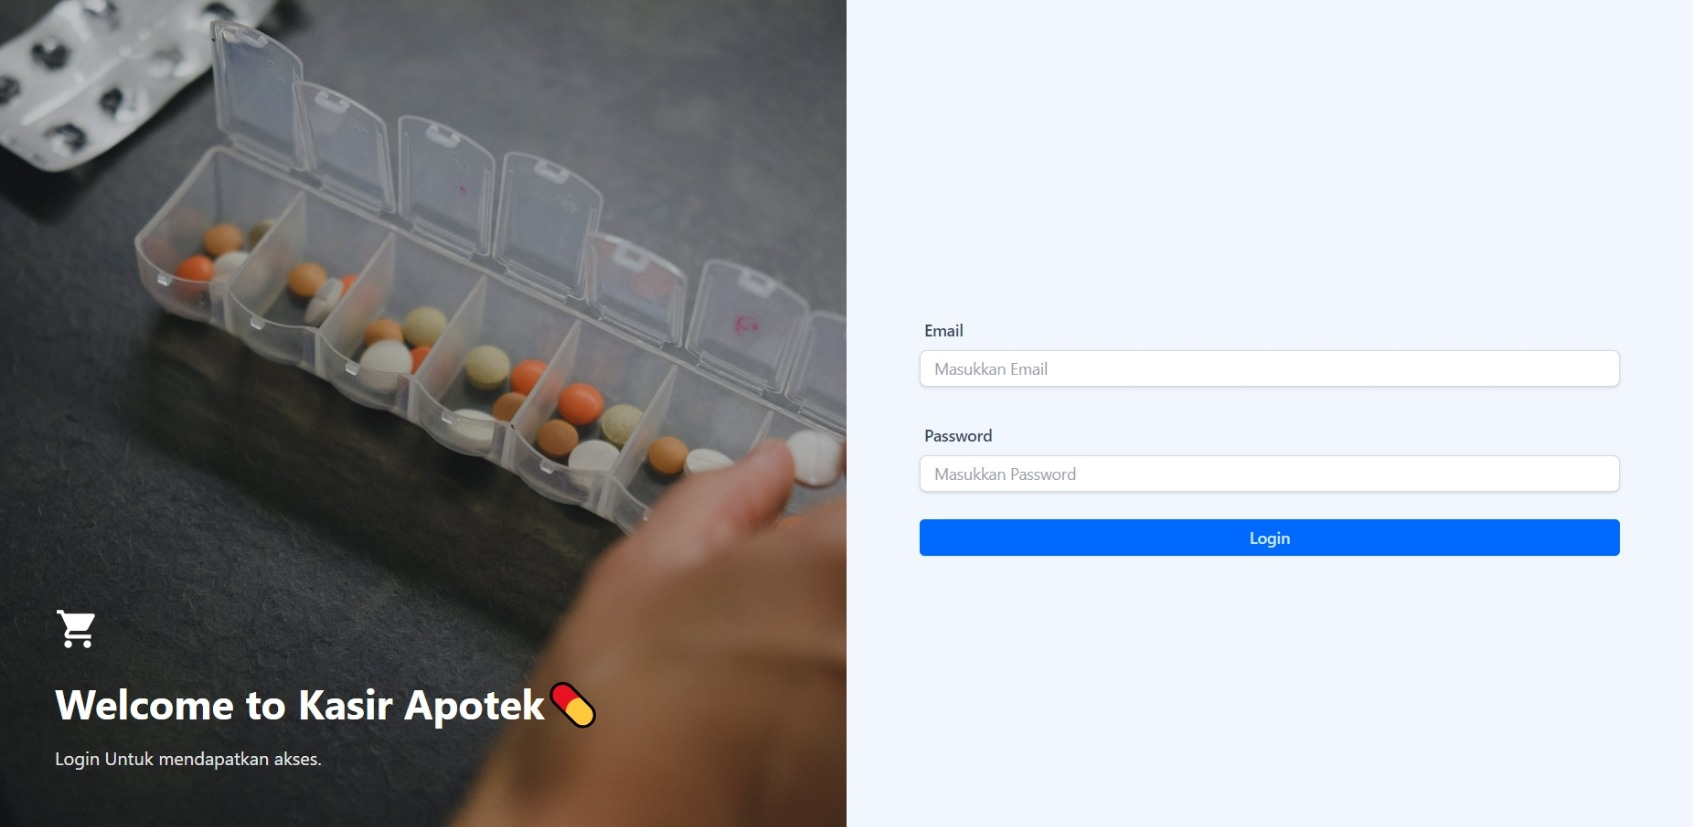 Welcome to Kasir Apotek💊
Login Untuk mendapatkan akses.
Email
Masukkan Email
Password
Masukkan Password
Login